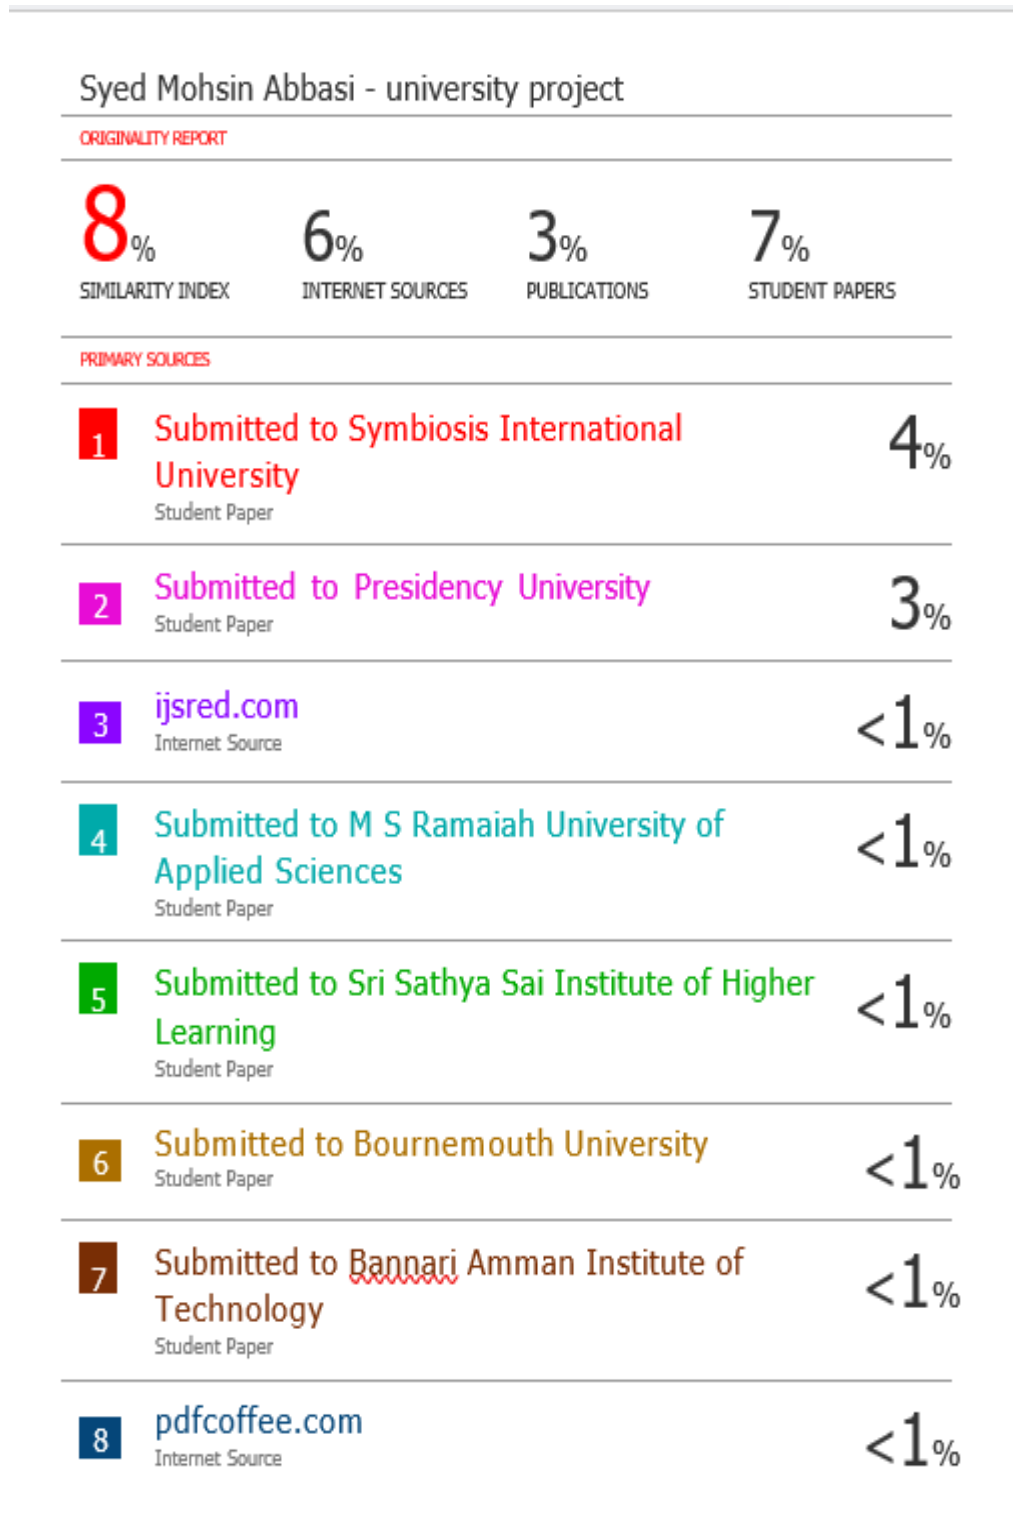 Syed Mohsin Abbasi - university project
ORIGINALITY REPORT
8% 6% 3% 7%
SIMILARITY INDEX INTERNET SOURCES PUBLICATIONS STUDENT PAPERS
PRIMARY SOURCES
1 Submitted to Symbiosis International 4%
University
Student Paper
2 Submitted to Presidency University 3%
Student Paper
3 ijsred.com <1%
Internet Source
4 Submitted to M S Ramaiah University of <1%
Applied Sciences
Student Paper
5 Submitted to Sri Sathya Sai Institute of Higher <1%
Learning
Student Paper
6 Submitted to Bournemouth University <1%
Student Paper
7 Submitted to Bannari Amman Institute of <1%
Technology
Student Paper
8 pdfcoffee.com <1%
Internet Source